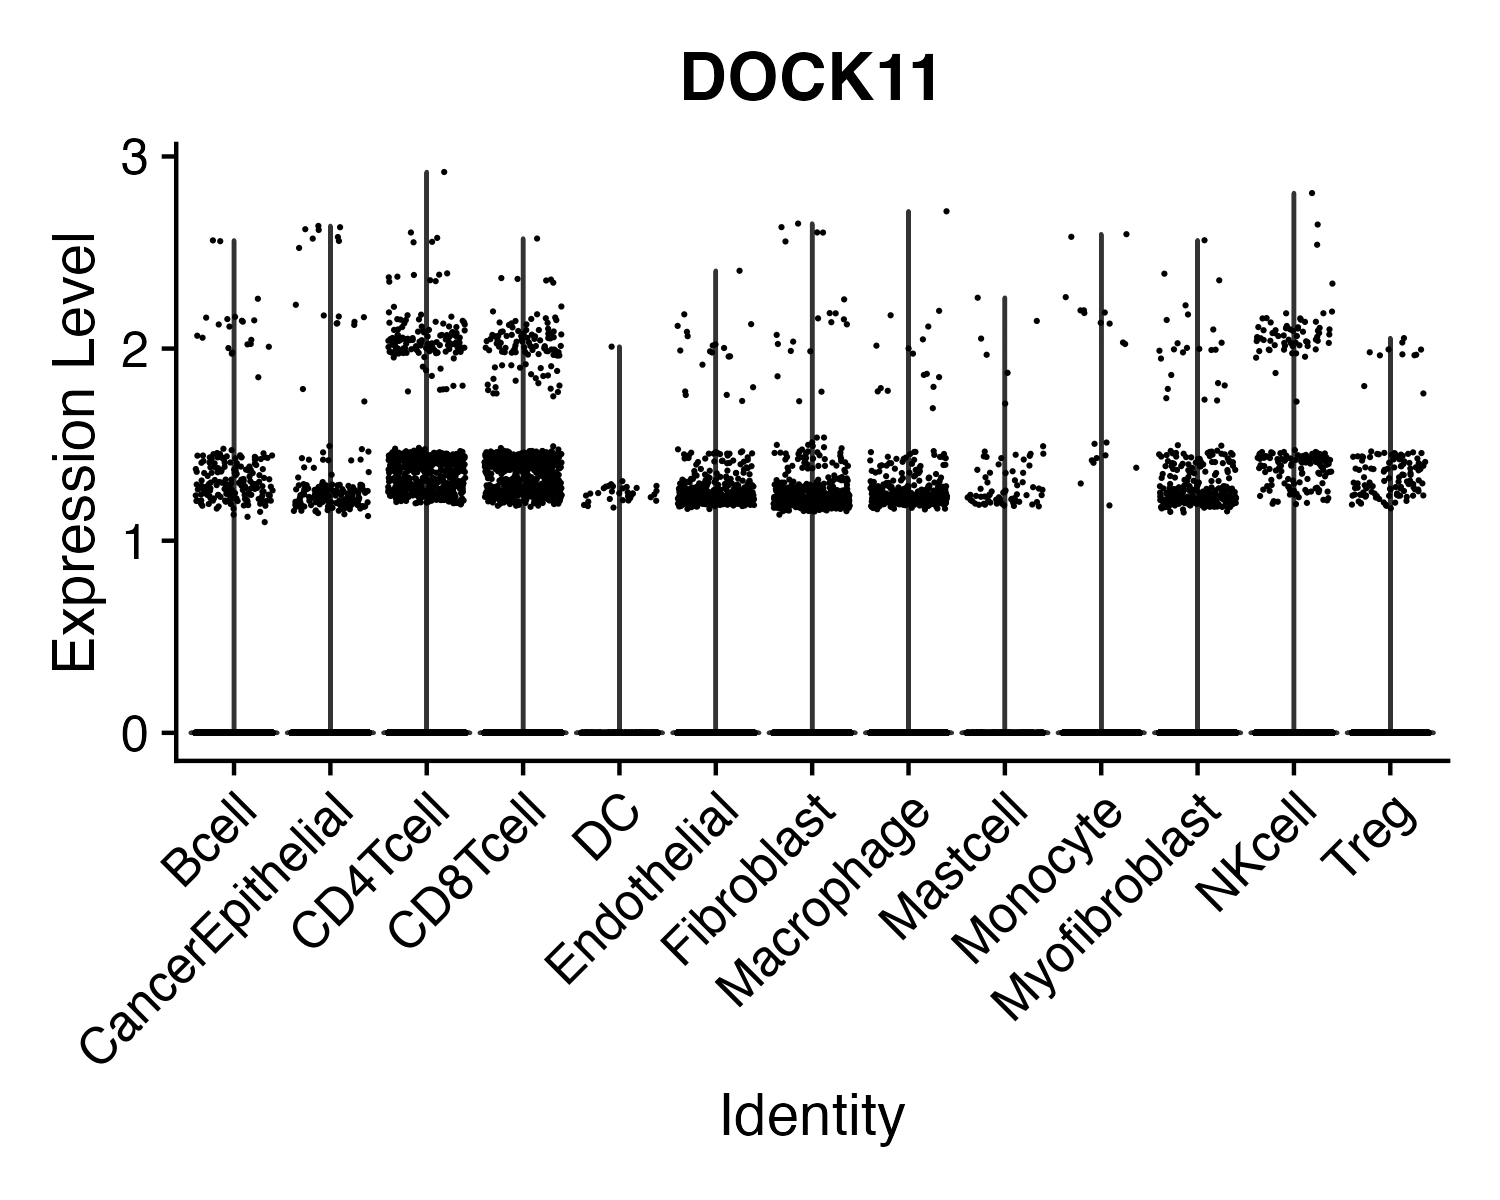 DOCK11
Expression Level
3
2
1
0
Bcell
CancerEpithelial
CD4Tcell
CD8Tcell
DC
Endothelial
Fibroblast
Macrophage
Mastcell
Monocyte
Myofibroblast
NKcell
Treg
Identity